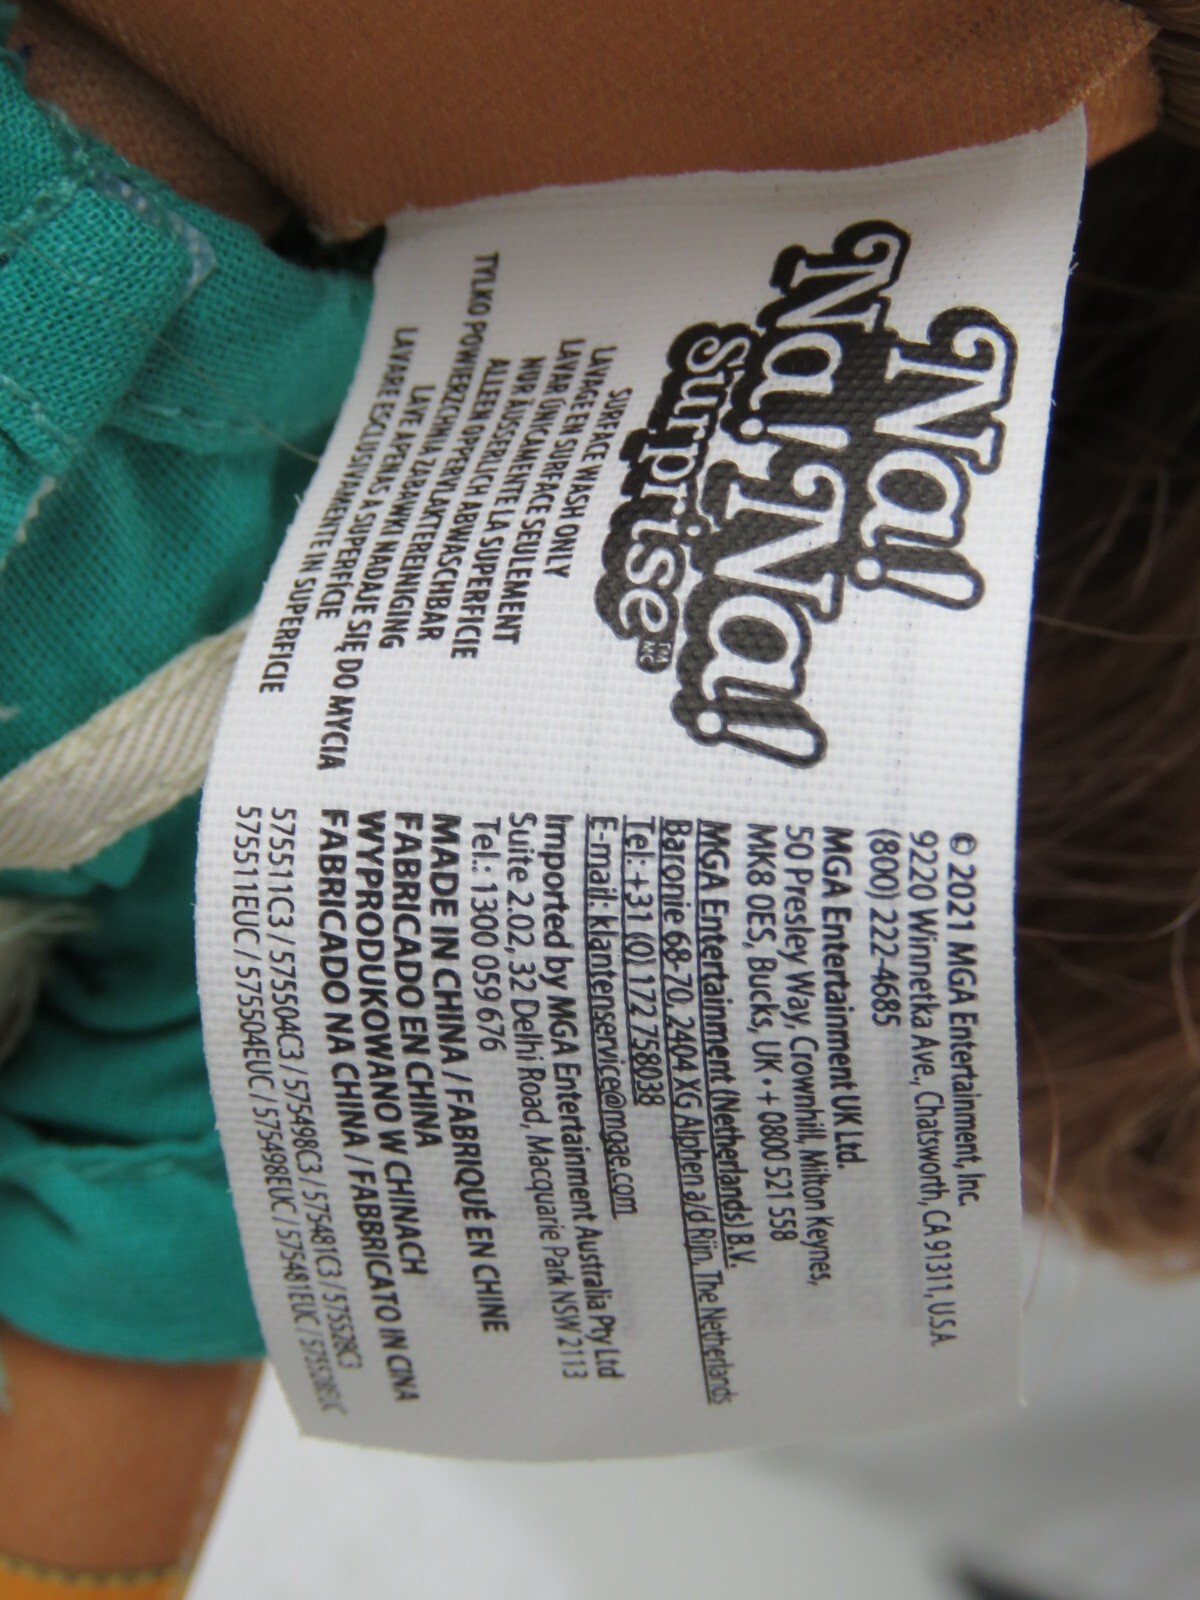 Na!
Na! Na!
Surprise TM MC
SURFACE WASH ONLY
LAVAGE EN SURFACE SEULEMENT
LAVAR ÚNICAMENTE LA SUPERFICIE
NUR ÄUSSERLICH ABWASCHBAR
ALLEEN OPPERVLAKTEREINIGING
TYLKO POWIERZCHNIA ZABAWKI NADAJE SIĘ DO MYCIA
LAVE APENAS A SUPERFÍCIE
LAVARE ESCLUSIVAMENTE IN SUPERFICIE
© 2021 MGA Entertainment, Inc.
9220 Winnetka Ave., Chatsworth, CA 91311, U.S.A.
(800) 222-4685
MGA Entertainment UK Ltd.
50 Presley Way, Crownhill, Milton Keynes,
MK8 0ES, Bucks, UK • + 0800 521 558
MGA Entertainment (Netherlands) B.V.
Baronie 68-70, 2404 XG Alphen a/d Rijn, The Netherlands
Tel: +31 (0) 172 758038
E-mail: klantenservice@mgae.com
Imported by MGA Entertainment Australia Pty Ltd
Suite 2.02, 32 Delhi Road, Macquarie Park NSW 2113
Tel.: 1300 059 676
MADE IN CHINA / FABRIQUÉ EN CHINE
FABRICADO EN CHINA
WYPRODUKOWANO W CHINACH
FABRICADO NA CHINA / FABBRICATO IN CINA
575511C3 / 575504C3 / 575498C3 / 575481C3 / 575528C3
575511EUC / 575504EUC / 575498EUC / 575481EUC /